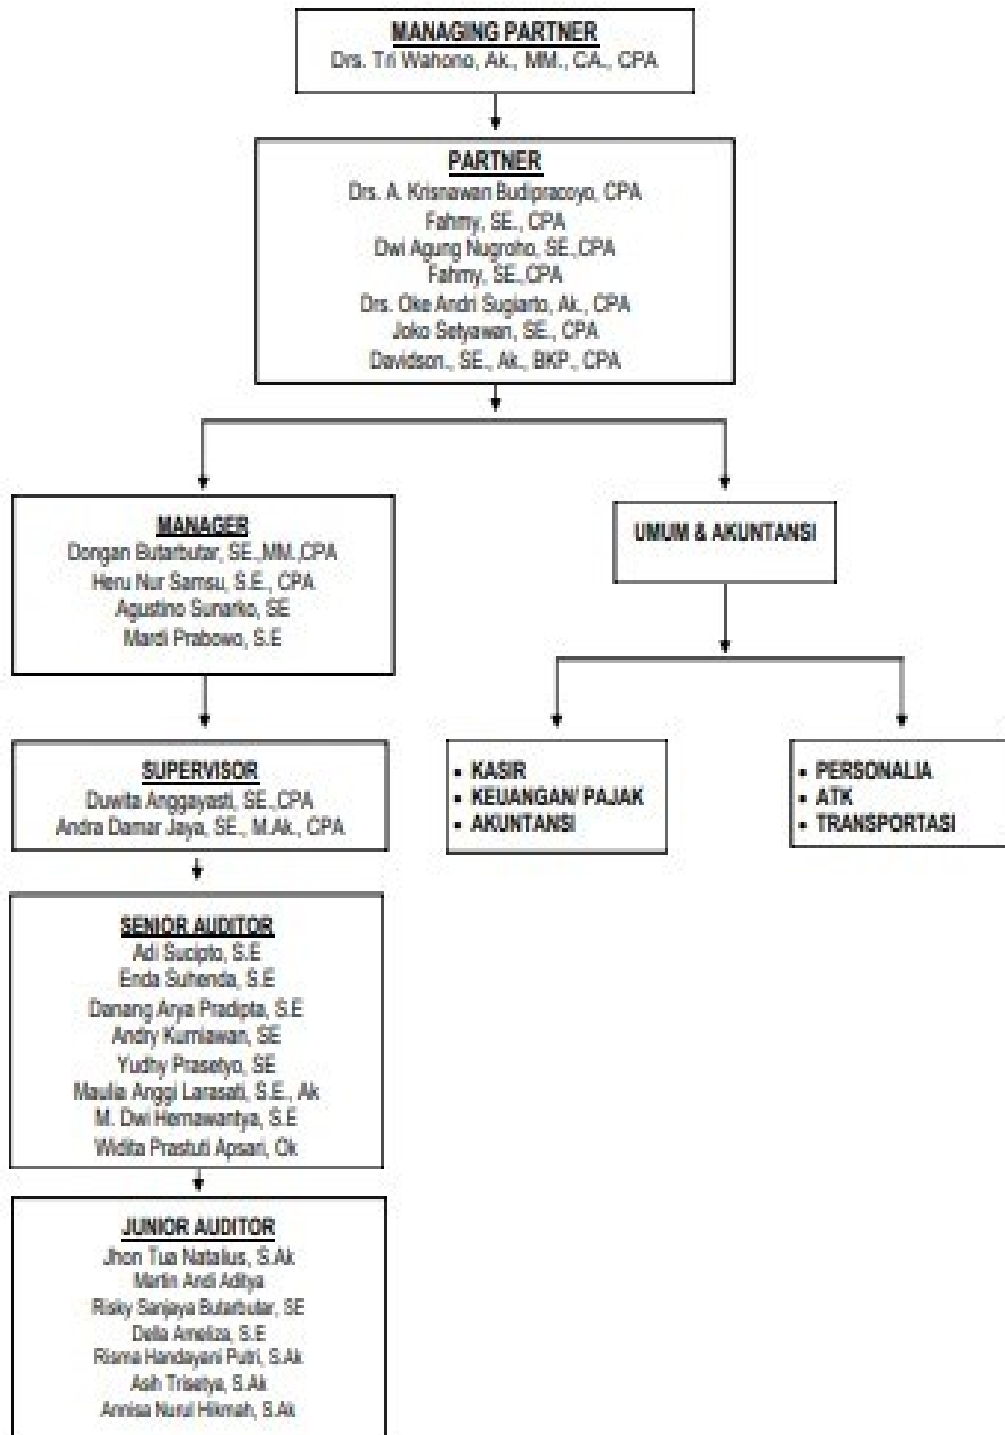 MANAGING PARTNER
Drs. Tri Wahono, Ak., MM., CA., CPA
PARTNER
Drs. A. Krisnawan Budipracoyo, CPA
Fahmy, SE., CPA
Dwi Agung Nugroho, SE.,CPA
Fahmy, SE.,CPA
Drs. Oke Andri Sugiarto, Ak., CPA
Joko Setyawan, SE., CPA
Davidson., SE., Ak., BKP., CPA
MANAGER
Dongan Butarbutar, SE.,MM.,CPA
Heru Nur Samsu, S.E., CPA
Agustino Sunarko, SE
Mardi Prabowo, S.E
UMUM & AKUNTANSI
SUPERVISOR
Duwita Anggayasti, SE.,CPA
Andra Damar Jaya, SE., M.Ak., CPA
• KASIR
• KEUANGAN/ PAJAK
• AKUNTANSI
• PERSONALIA
• ATK
• TRANSPORTASI
SENIOR AUDITOR
Adi Sucipto, S.E
Enda Suhenda, S.E
Danang Arya Pradipta, S.E
Andry Kurniawan, SE
Yudhy Prasetyo, SE
Maulia Anggi Larasati, S.E., Ak
M. Dwi Hernawantya, S.E
Widita Prastuti Apsari, Ok
JUNIOR AUDITOR
Jhon Tua Natalius, S.Ak
Martin Andi Aditya
Risky Sanjaya Butarbutar, SE
Della Ameliza, S.E
Risma Handayani Putri, S.Ak
Asih Trisetya, S.Ak
Annisa Nurul Hikmah, S.Ak